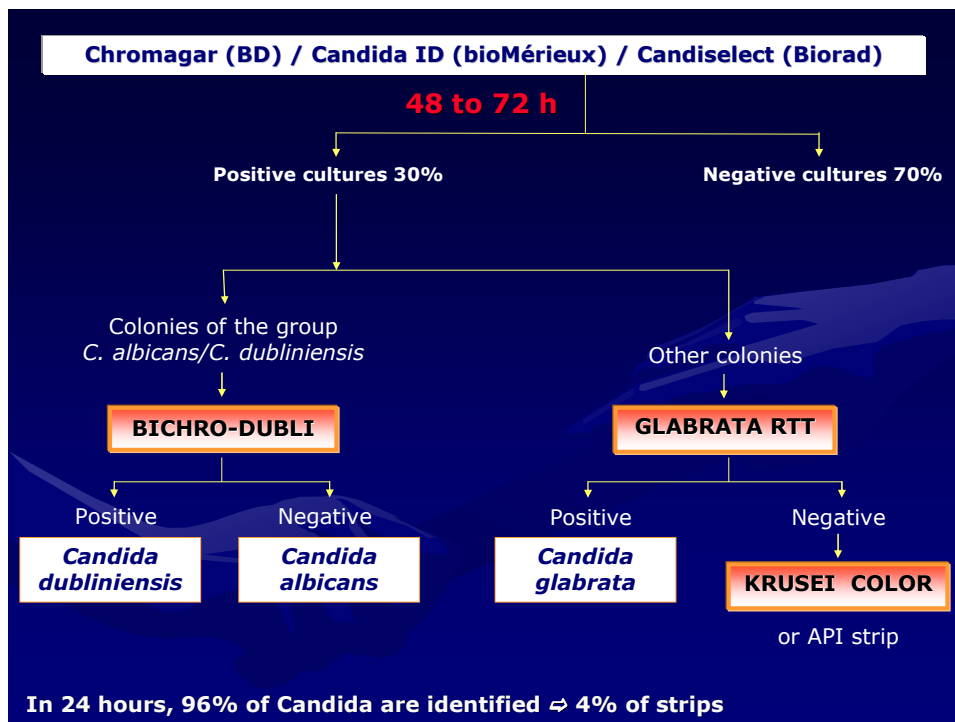 Chromagar (BD) / Candida ID (bioMérieux) / Candiselect (Biorad)
48 to 72 h
Positive cultures 30%
Negative cultures 70%
Colonies of the group
C. albicans/C. dubliniensis
Other colonies
BICHRO-DUBLI
GLABRATA RTT
Positive
Negative
Positive
Negative
Candida
dubliniensis
Candida
albicans
Candida
glabrata
KRUSEI COLOR
or API strip
In 24 hours, 96% of Candida are identified ⇨ 4% of strips